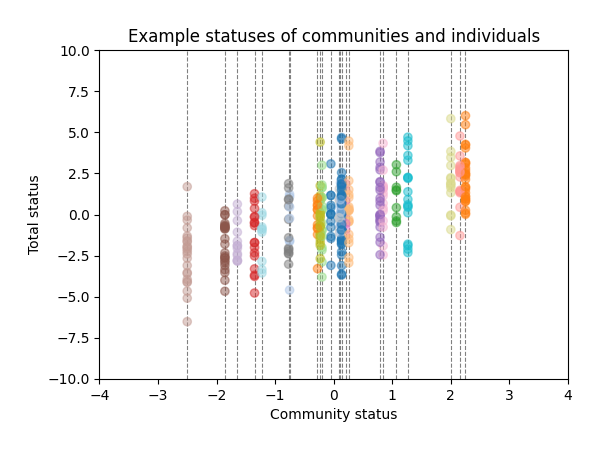 Example statuses of communities and individuals
10.0
7.5
5.0
2.5
0.0
−2.5
−5.0
−7.5
−10.0
Total status
−4 −3 −2 −1 0 1 2 3 4
Community status